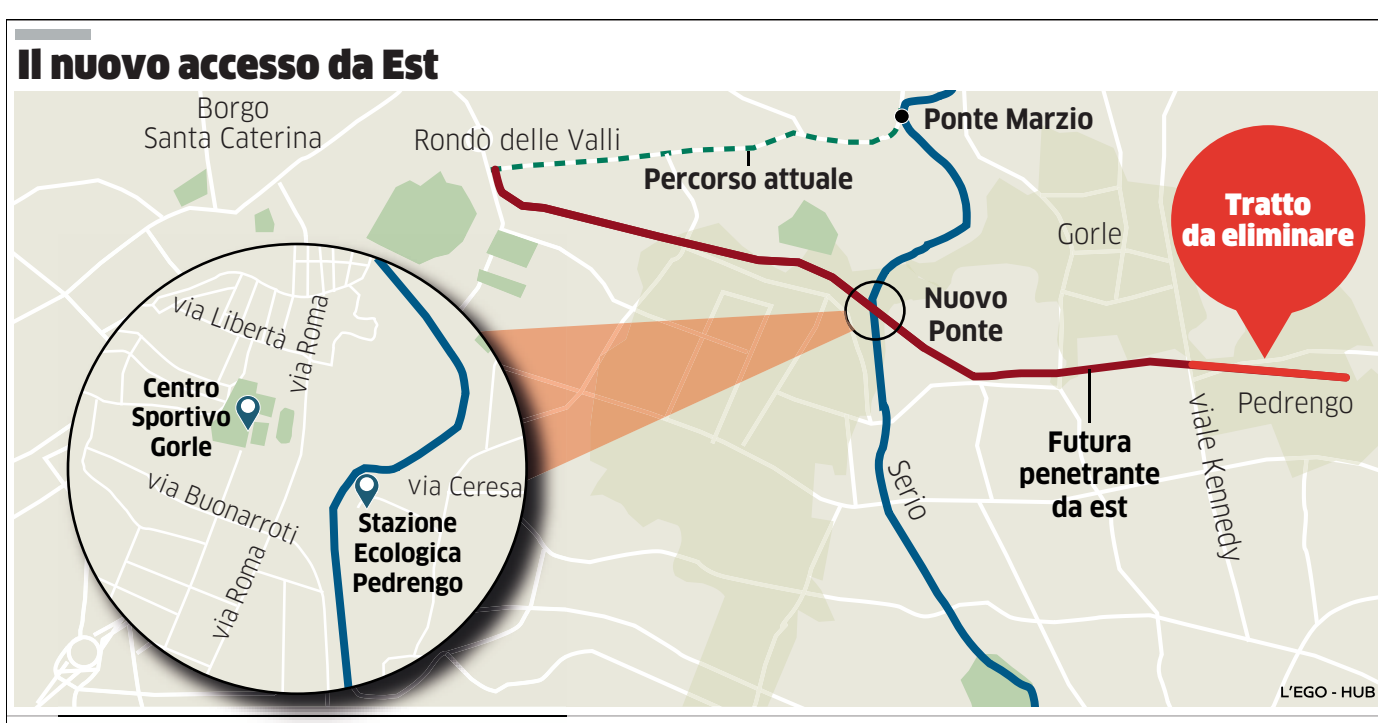 Il nuovo accesso da Est
Borgo
Santa Caterina
Rondò delle Valli
Ponte Marzio
Percorso attuale
Tratto
da eliminare
Gorle
Nuovo
Ponte
via Libertà
via Roma
Centro
Sportivo
Gorle
via Buonarroti
via Roma
via Ceresa
Stazione
Ecologica
Pedrengo
Serio
Futura
penetrante
da est
viale Kennedy
Pedrengo
L'EGO - HUB